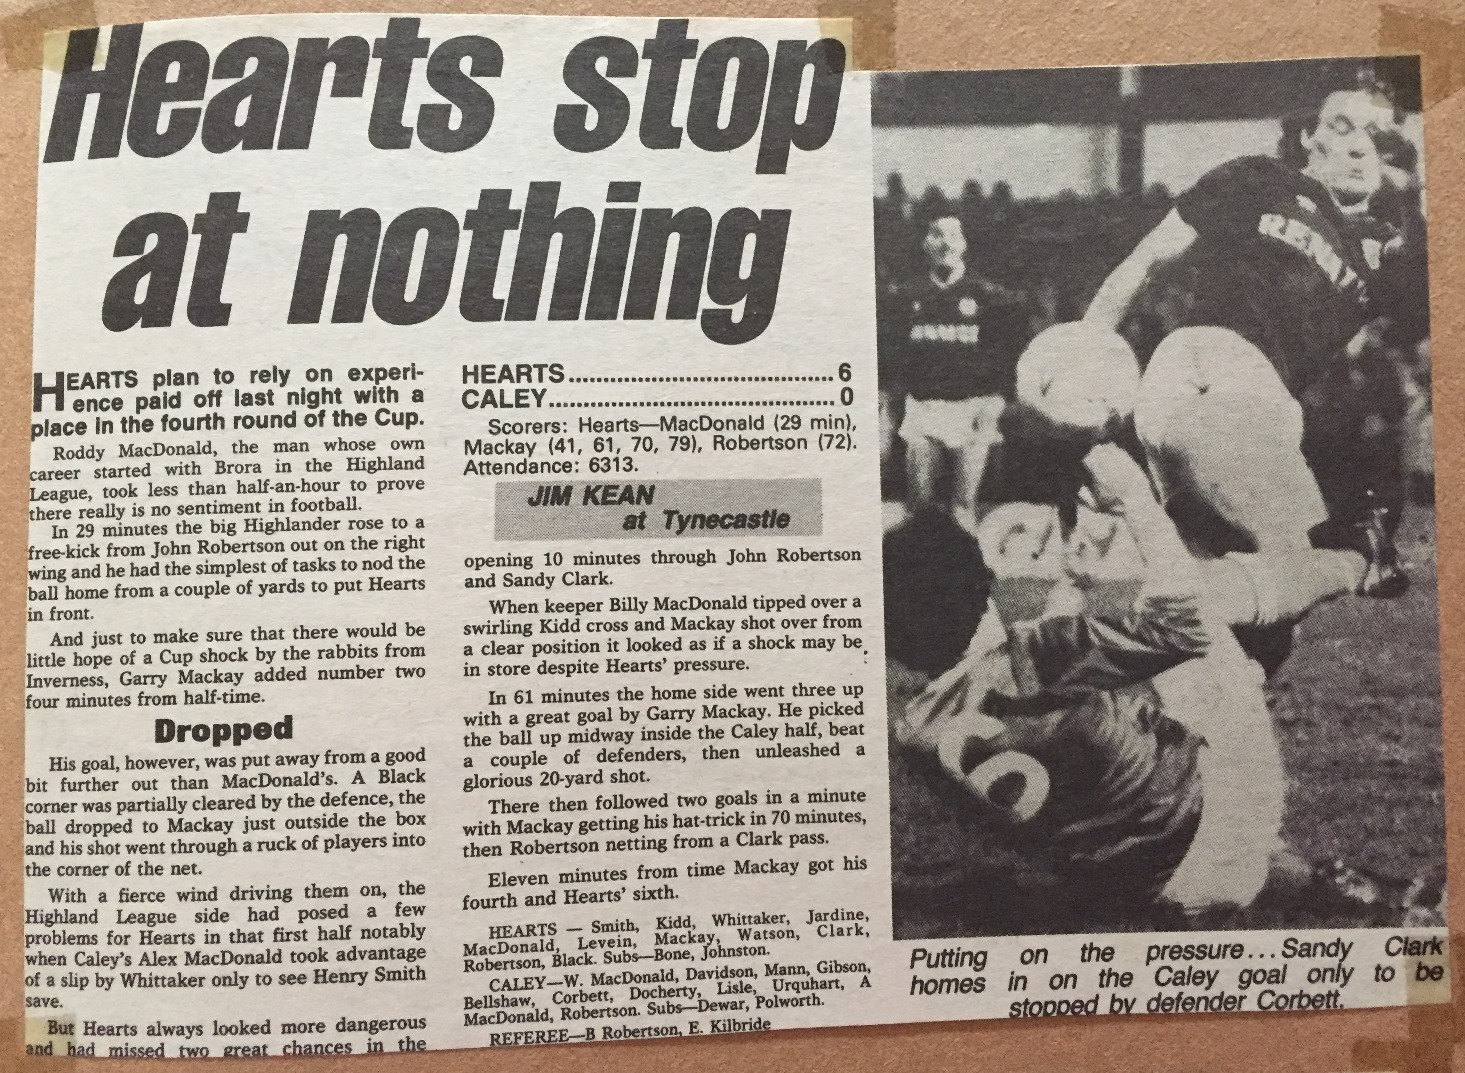 Hearts stop
at nothing
HEARTS plan to rely on experi-
ence paid off last night with a
place in the fourth round of the Cup.
Roddy MacDonald, the man whose own
career started with Brora in the Highland
League, took less than half-an-hour to prove
there really is no sentiment in football.
In 29 minutes the big Highlander rose to a
free-kick from John Robertson out on the right
wing and he had the simplest of tasks to nod the
ball home from a couple of yards to put Hearts
in front.
And just to make sure that there would be
little hope of a Cup shock by the rabbits from
Inverness, Garry Mackay added number two
four minutes from half-time.
Dropped
His goal, however, was put away from a good
bit further out than MacDonald's. A Black
corner was partially cleared by the defence, the
ball dropped to Mackay just outside the box
and his shot went through a ruck of players into
the corner of the net.
With a fierce wind driving them on, the
Highland League side had posed a few
problems for Hearts in that first half notably
when Caley's Alex MacDonald took advantage
of a slip by Whittaker only to see Henry Smith
save.
But Hearts always looked more dangerous
and had missed two great chances in the
HEARTS.......................................6
CALEY.........................................0
Scorers: Hearts—MacDonald (29 min),
Mackay (41, 61, 70, 79), Robertson (72).
Attendance: 6313.
JIM KEAN
at Tynecastle
opening 10 minutes through John Robertson
and Sandy Clark.
When keeper Billy MacDonald tipped over a
swirling Kidd cross and Mackay shot over from
a clear position it looked as if a shock may be
in store despite Hearts' pressure.
In 61 minutes the home side went three up
with a great goal by Garry Mackay. He picked
the ball up midway inside the Caley half, beat
a couple of defenders, then unleashed a
glorious 20-yard shot.
There then followed two goals in a minute
with Mackay getting his hat-trick in 70 minutes,
then Robertson netting from a Clark pass.
Eleven minutes from time Mackay got his
fourth and Hearts' sixth.
HEARTS — Smith, Kidd, Whittaker, Jardine,
MacDonald, Levein, Mackay, Watson, Clark,
Robertson, Black. Subs—Bone, Johnston.
CALEY—W. MacDonald, Davidson, Mann, Gibson,
Bellshaw, Corbett, Docherty, Lisle, Urquhart, A
MacDonald, Robertson. Subs—Dewar, Polworth.
REFEREE—B Robertson, E. Kilbride
Putting on the pressure...Sandy Clark
homes in on the Caley goal only to be
stopped by defender Corbett.